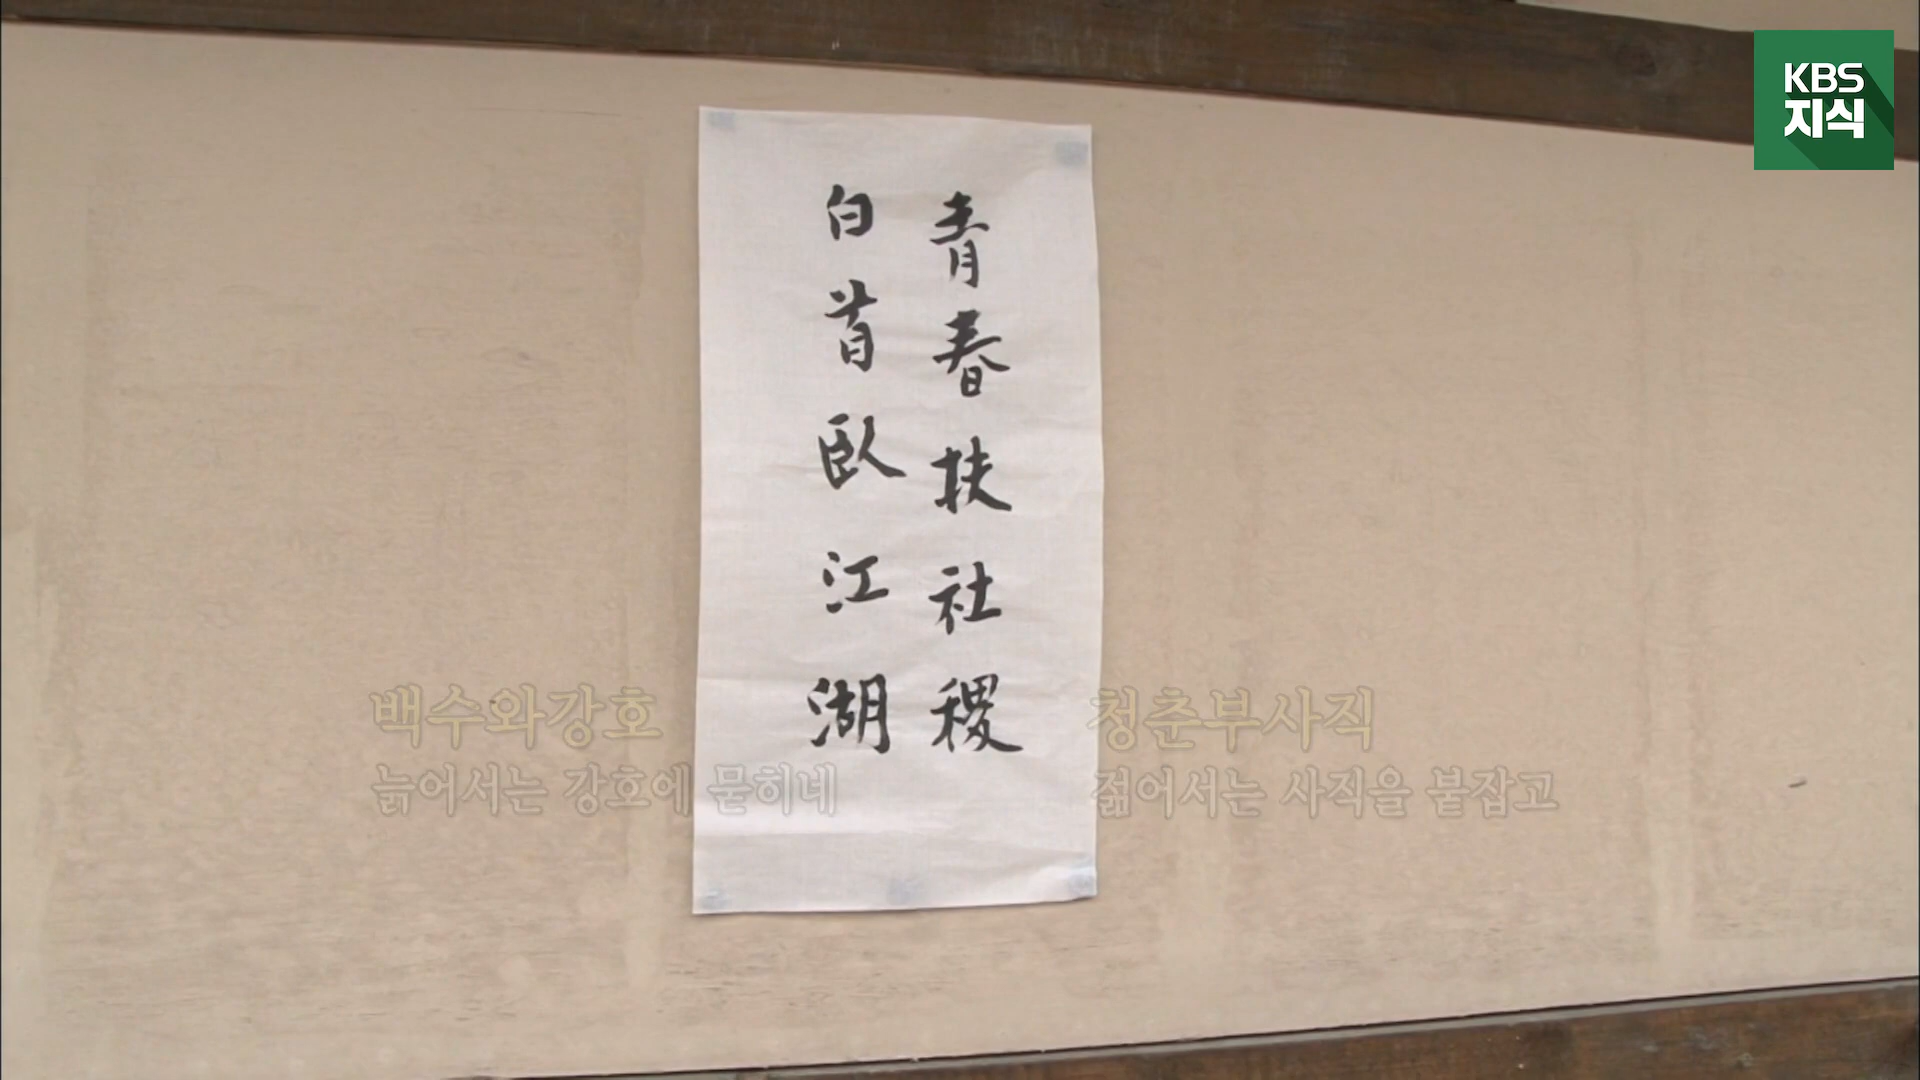 KBS
지식
青春扶社稷
白首臥江湖
청춘부사직
젊어서는 사직을 붙잡고
백수와강호
늙어서는 강호에 묻히네